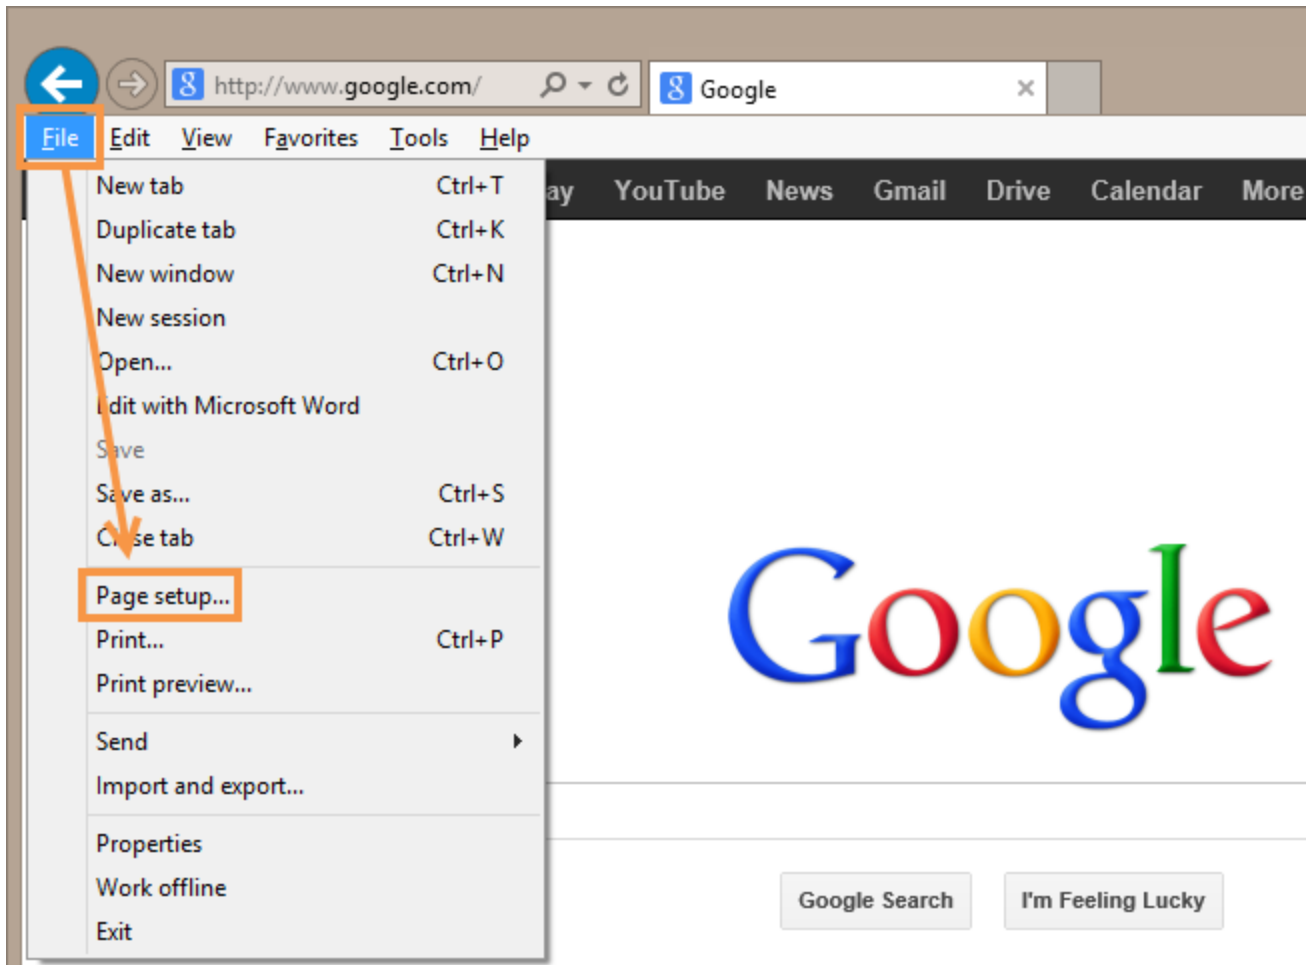 http://www.google.com/
Google
File Edit View Favorites Tools Help
New tab Ctrl+T
Duplicate tab Ctrl+K
New window Ctrl+N
New session
Open... Ctrl+O
Edit with Microsoft Word
Save
Save as... Ctrl+S
Close tab Ctrl+W
Page setup...
Print... Ctrl+P
Print preview...
Send
Import and export...
Properties
Work offline
Exit
YouTube News Gmail Drive Calendar More
Google
Google Search I'm Feeling Lucky